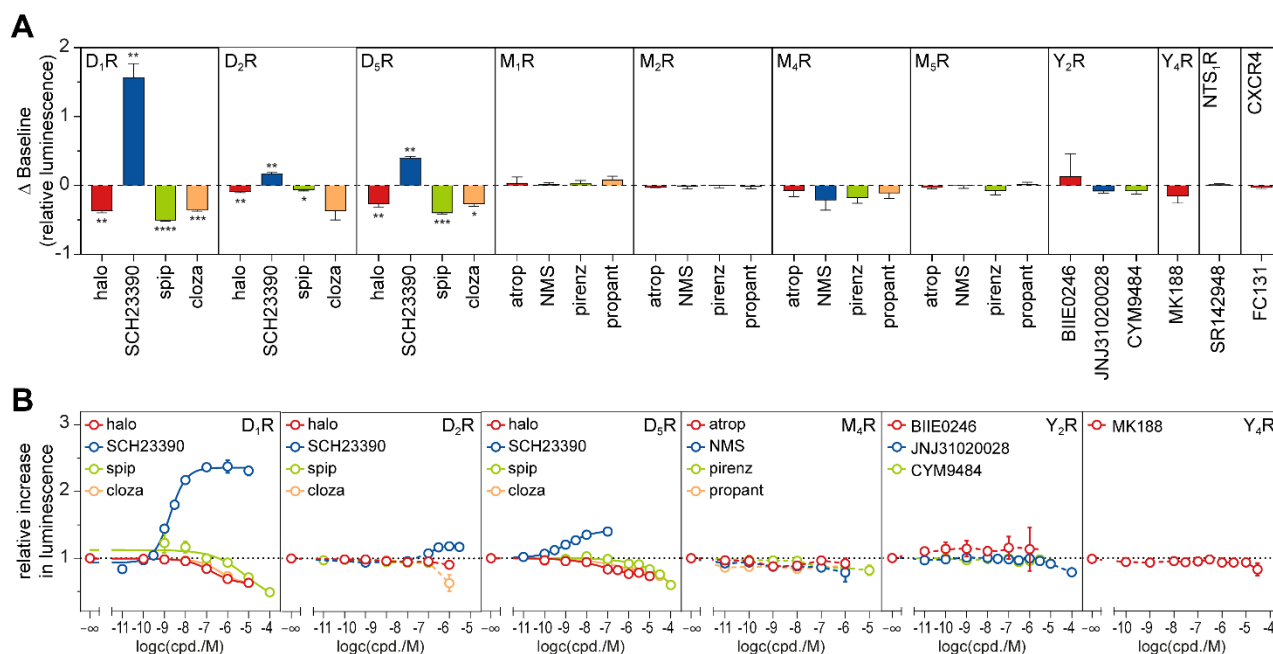 A
Δ Baseline
(relative luminescence)
2
1
0
-1
D₁R
D₂R
D₅R
M₁R
M₂R
M₄R
M₅R
Y₂R
Y₄R
NTS₁R
CXCR4
** ** *** **** ** ** * ** ** *** *
halo
SCH23390
spip
cloza
halo
SCH23390
spip
cloza
halo
SCH23390
spip
cloza
atrop
NMS
pirenz
propant
atrop
NMS
pirenz
propant
atrop
NMS
pirenz
propant
atrop
NMS
pirenz
propant
BIIE0246
JNJ31020028
CYM9484
MK188
SR142948
FC131
B
relative increase
in luminescence
3
2
1
halo D₁R
SCH23390
spip
cloza
halo D₂R
SCH23390
spip
cloza
halo D₅R
SCH23390
spip
cloza
atrop M₄R
NMS
pirenz
propant
BIIE0246 Y₂R
JNJ31020028
CYM9484
MK188 Y₄R
−∞ -11 -10 -9 -8 -7 -6 -5 -4
−∞ -11 -10 -9 -8 -7 -6 -5
−∞ -11 -10 -9 -8 -7 -6 -5 -4
−∞ -11 -10 -9 -8 -7 -6 -5
−∞ -11 -10 -9 -8 -7 -6 -5 -4
−∞ -10 -9 -8 -7 -6 -5 -4
logc(cpd./M)
logc(cpd./M)
logc(cpd./M)
logc(cpd./M)
logc(cpd./M)
logc(cpd./M)